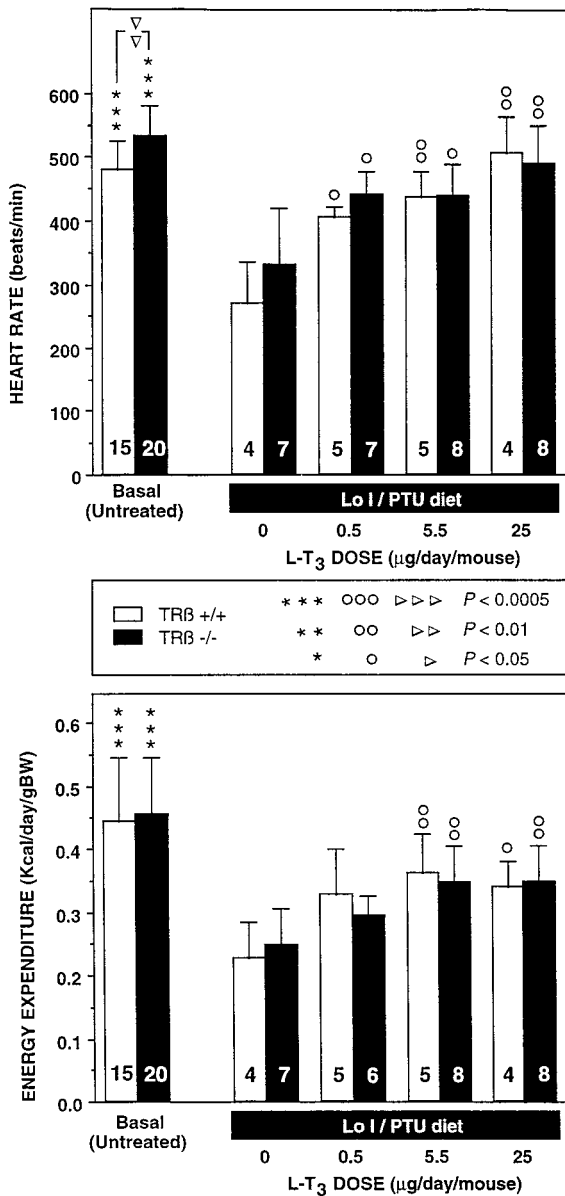 HEART RATE (beats/min)
600
500
400
300
200
100
0
▽▽
* * *
* * *
○
○
○○
○
○○
○○
15 20 4 7 5 7 5 8 4 8
Basal
(Untreated)
Lo I / PTU diet
0 0.5 5.5 25
L-T3 DOSE (µg/day/mouse)
TRß +/+ * * * ○○○ ▷▷▷ P < 0.0005
TRß -/- * * ○○ ▷▷ P < 0.01
* ○ ▷ P < 0.05
ENERGY EXPENDITURE (Kcal/day/gBW)
0.6
0.5
0.4
0.3
0.2
0.1
0.0
* * *
* * *
○○
○○
○
○○
15 20 4 7 5 6 5 8 4 8
Basal
(Untreated)
Lo I / PTU diet
0 0.5 5.5 25
L-T3 DOSE (µg/day/mouse)